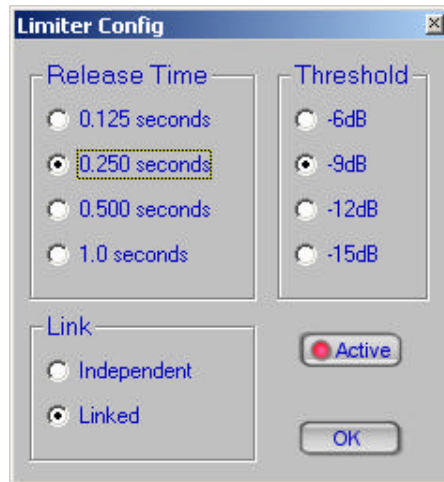 Limiter Config
Release Time
0.125 seconds
0.250 seconds
0.500 seconds
1.0 seconds
Threshold
-6dB
-9dB
-12dB
-15dB
Link
Independent
Linked
Active
OK